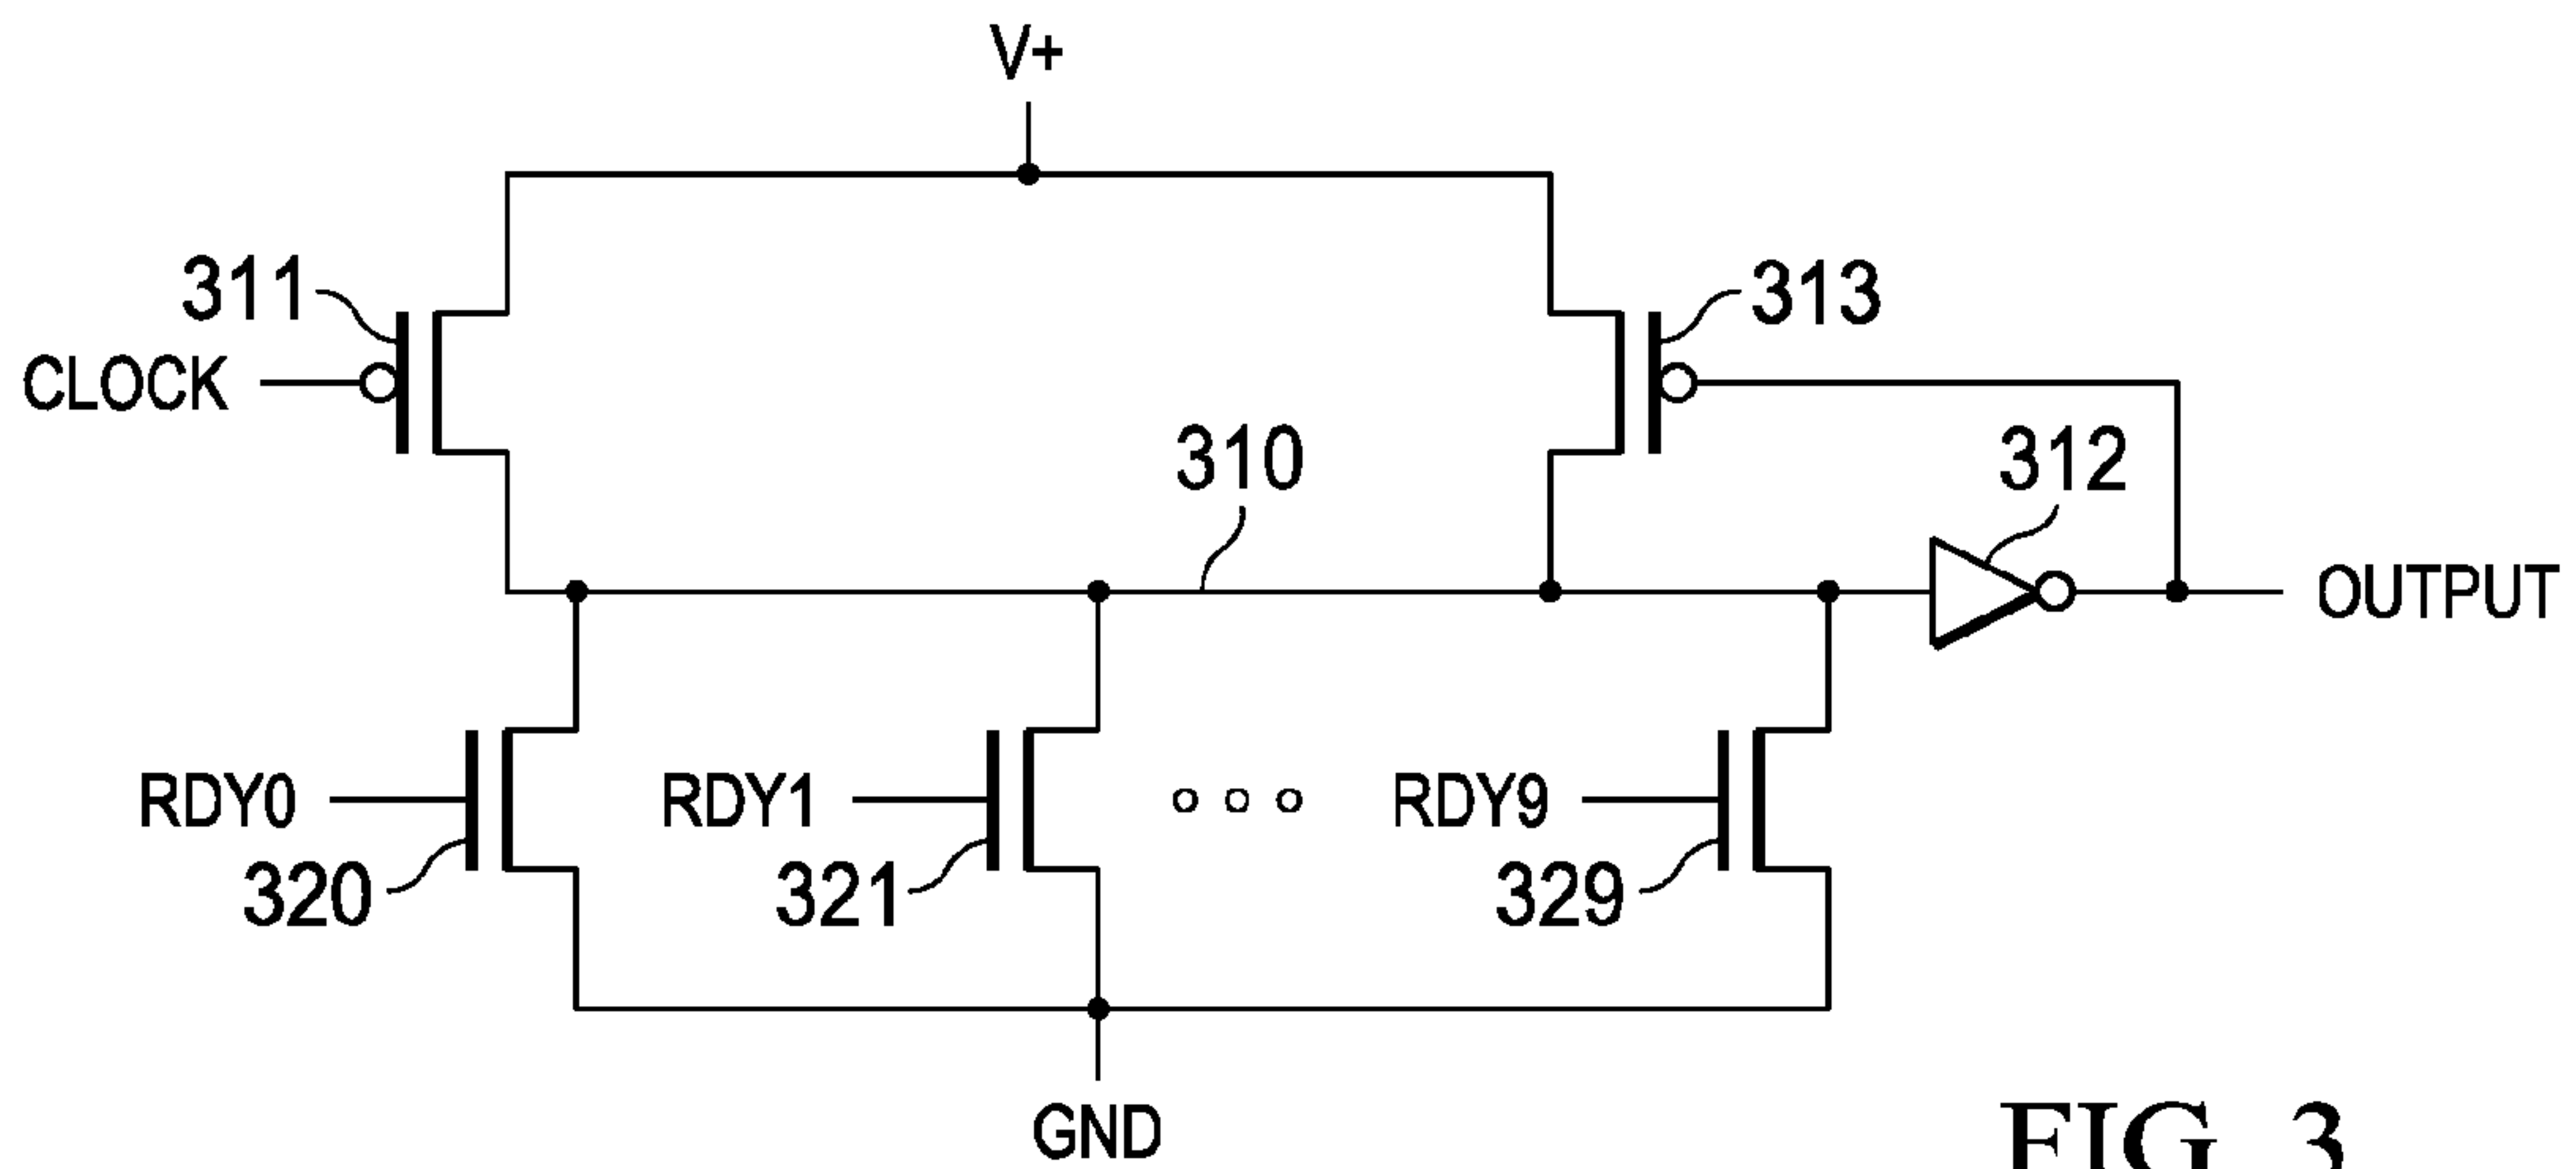 V+
311
313
CLOCK
310
312
OUTPUT
RDY0
RDY1
RDY9
320
321
329
GND
FIG. 3